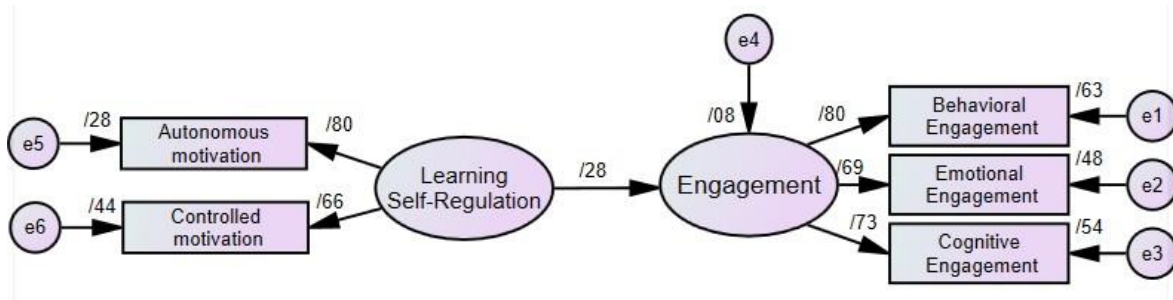 e4
/63
/28
/80
/08
/80
Behavioral
Engagement
e1
e5
Autonomous
motivation
Learning
Self-Regulation
/28
Engagement
/69
/48
Emotional
Engagement
e2
/44
/66
e6
Controlled
motivation
/73
/54
Cognitive
Engagement
e3